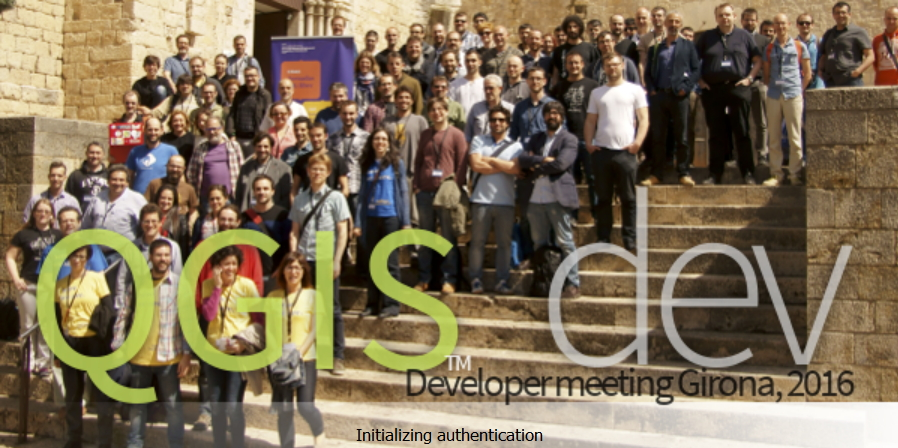 QGIS dev
TM
Developer meeting Girona, 2016
Initializing authentication